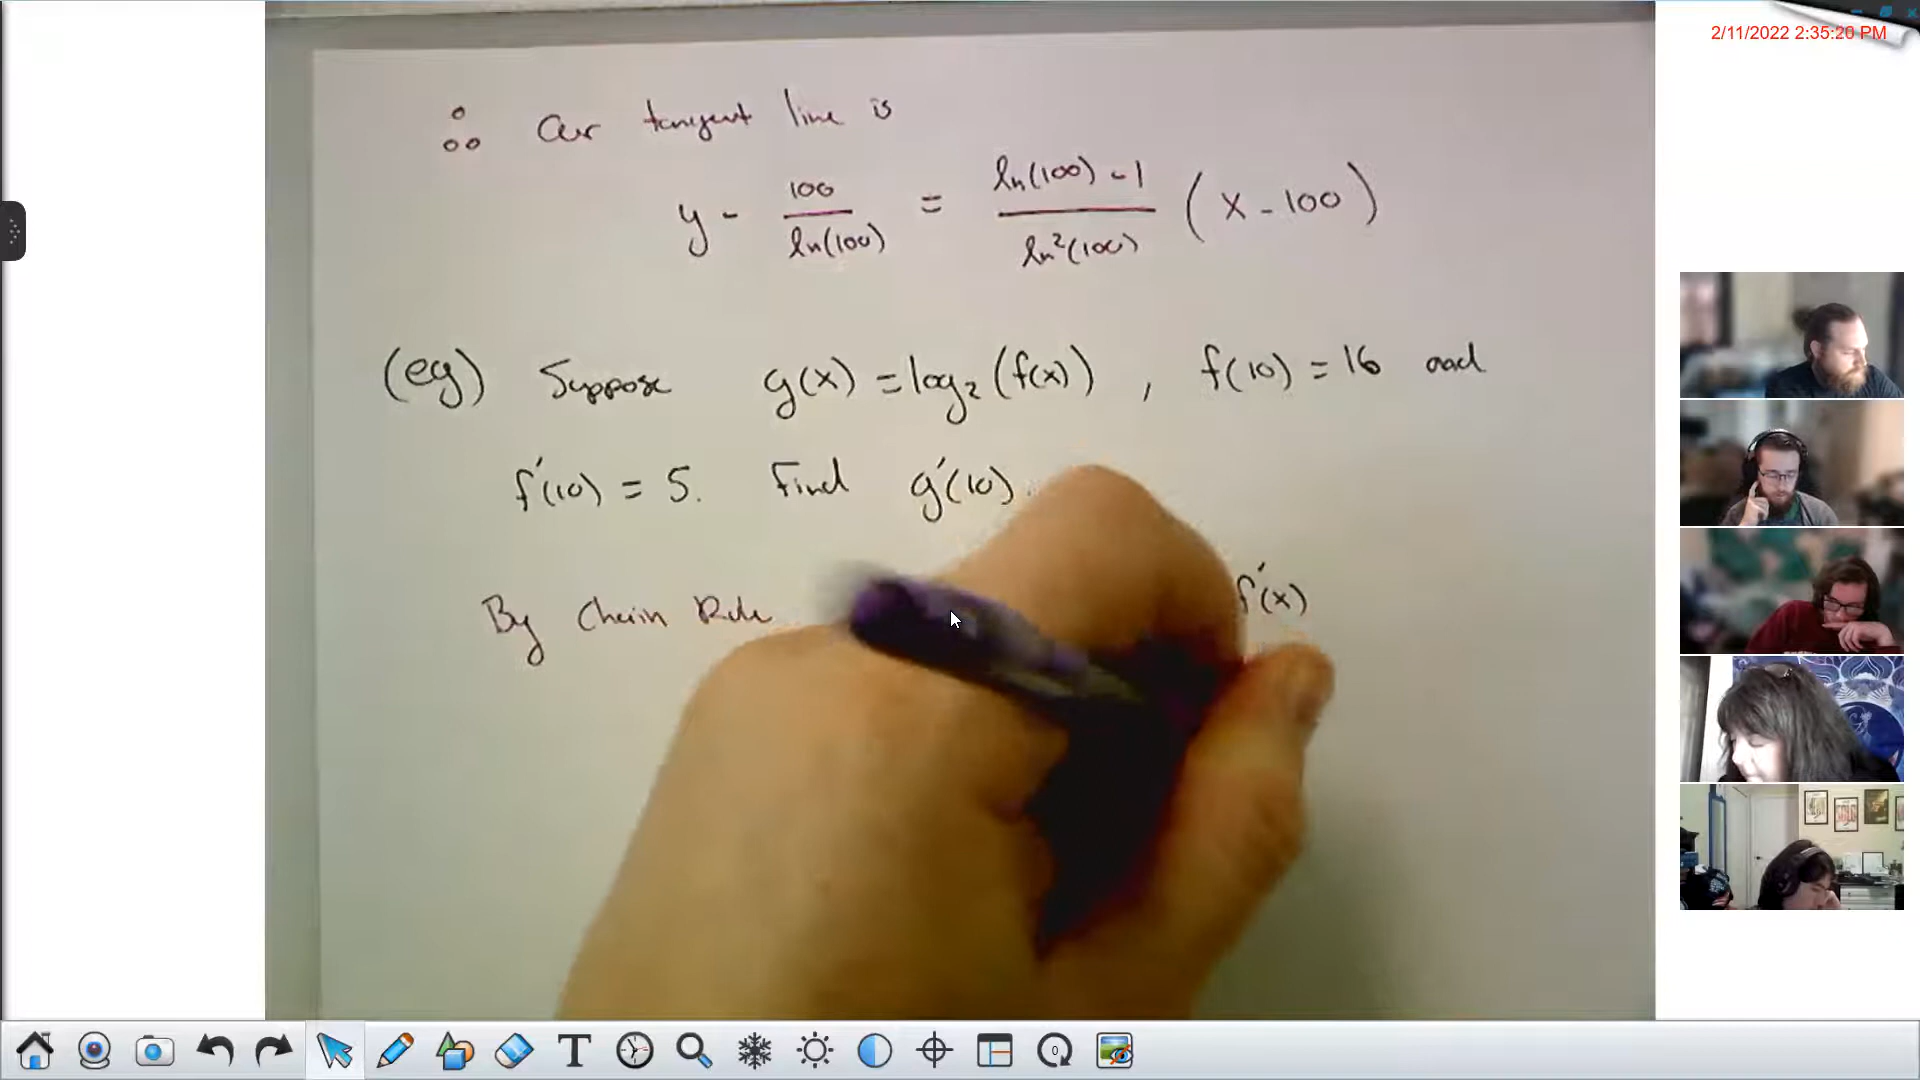 2/11/2022 2:35:20 PM
∴ Our tangent line is
y - 100/ln(100) = (ln(100) - 1)/ln²(100) (x - 100)
(eg) Suppose g(x) = log₂(f(x)), f(10) = 16 and
f'(10) = 5. Find g'(10).
By Chain Rule f'(x)
T
0